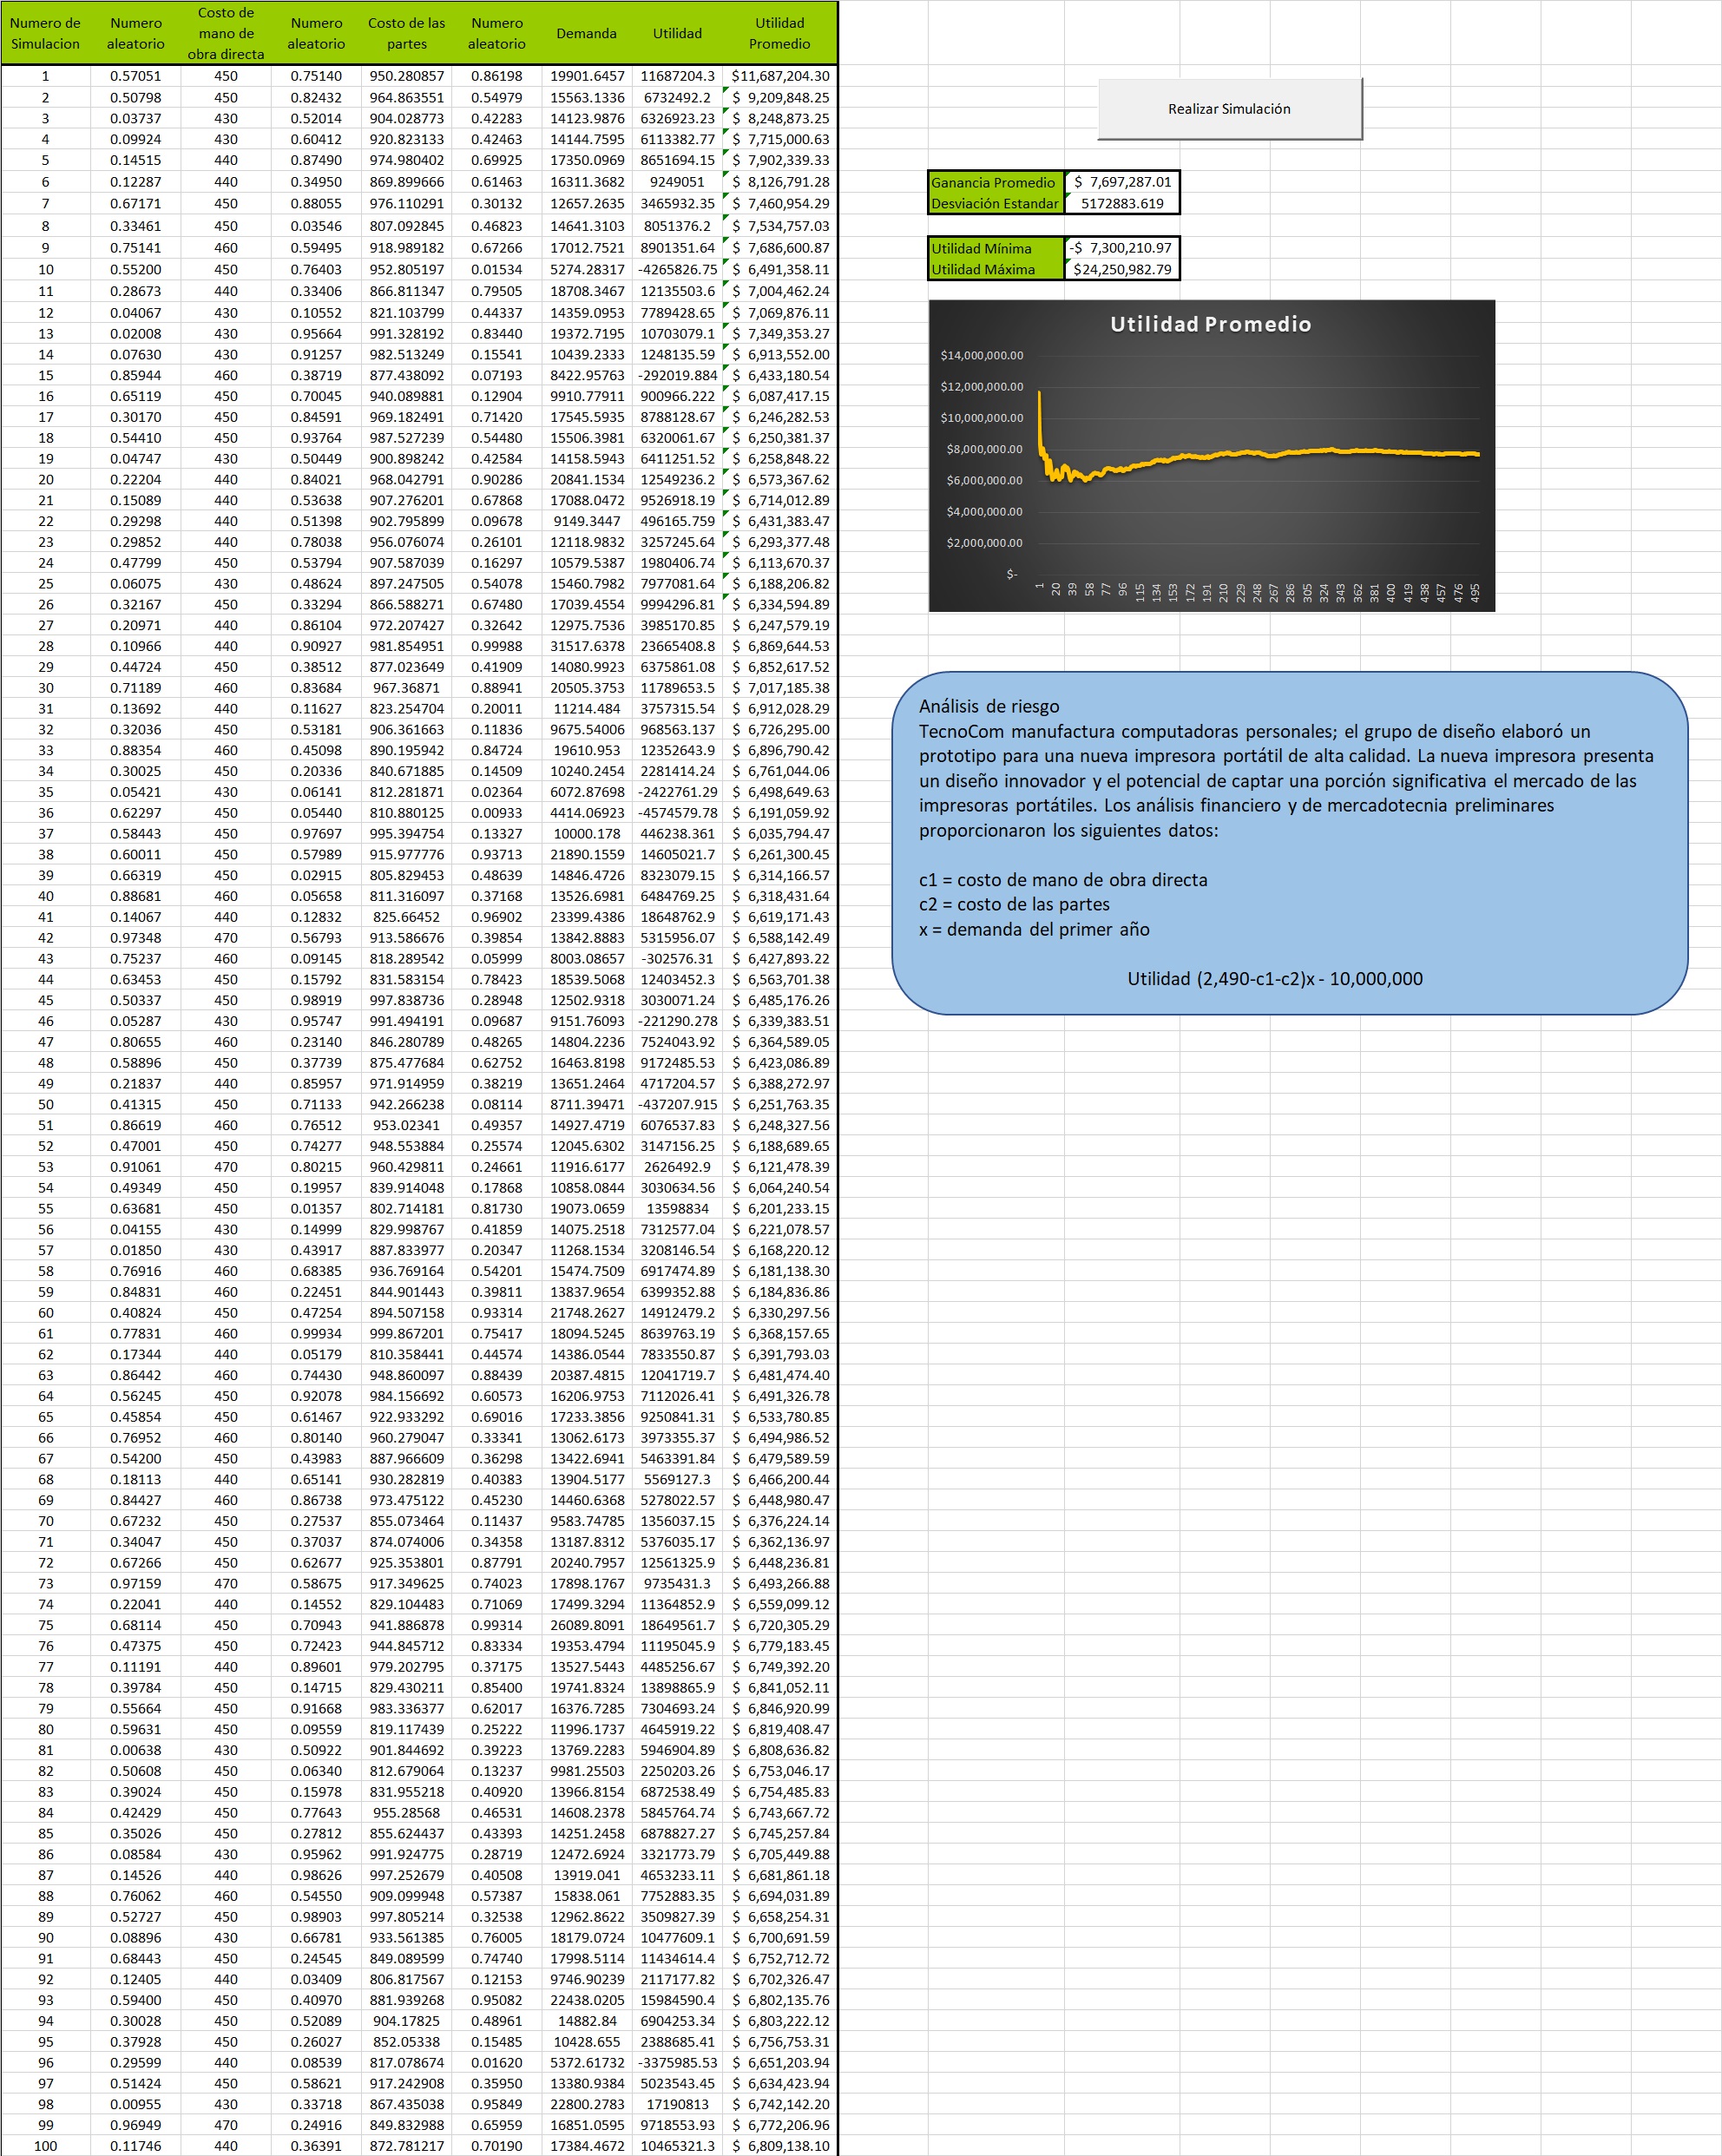 Numero de Simulacion Numero aleatorio Costo de mano de obra directa Numero aleatorio Costo de las partes Numero aleatorio Demanda Utilidad Utilidad Promedio
1 0.57051 450 0.75140 950.280857 0.86198 19901.6457 11687204.3 $11,687,204.30
2 0.50798 450 0.82432 964.863551 0.54979 15563.1336 6732492.2 $ 9,209,848.25
3 0.03737 430 0.52014 904.028773 0.42283 14123.9876 6326923.23 $ 8,248,873.25
4 0.09924 430 0.60412 920.823133 0.42463 14144.7595 6113382.77 $ 7,715,000.63
5 0.14515 440 0.87490 974.980402 0.69925 17350.0969 8651694.15 $ 7,902,339.33
6 0.12287 440 0.34950 869.899666 0.61463 16311.3682 9249051 $ 8,126,791.28
7 0.67171 450 0.88055 976.110291 0.30132 12657.2635 3465932.35 $ 7,460,954.29
8 0.33461 450 0.03546 807.092845 0.46823 14641.3103 8051376.2 $ 7,534,757.03
9 0.75141 460 0.59495 918.989182 0.67266 17012.7521 8901351.64 $ 7,686,600.87
10 0.55200 450 0.76403 952.805197 0.01534 5274.28317 -4265826.75 $ 6,491,358.11
11 0.28673 440 0.33406 866.811347 0.79505 18708.3467 12135503.6 $ 7,004,462.24
12 0.04067 430 0.10552 821.103799 0.44337 14359.0953 7789428.65 $ 7,069,876.11
13 0.02008 430 0.95664 991.328192 0.83440 19372.7195 10703079.1 $ 7,349,353.27
14 0.07630 430 0.91257 982.513249 0.15541 10439.2333 1248135.59 $ 6,913,552.00
15 0.85944 460 0.38719 877.438092 0.07193 8422.95763 -292019.884 $ 6,433,180.54
16 0.65119 450 0.70045 940.089881 0.12904 9910.77911 900966.222 $ 6,087,417.15
17 0.30170 450 0.84591 969.182491 0.71420 17545.5935 8788128.67 $ 6,246,282.53
18 0.54410 450 0.93764 987.527239 0.54480 15506.3981 6320061.67 $ 6,250,381.37
19 0.04747 430 0.50449 900.898242 0.42584 14158.5943 6411251.52 $ 6,258,848.22
20 0.22204 440 0.84021 968.042791 0.90286 20841.1534 12549236.2 $ 6,573,367.62
21 0.15089 440 0.53638 907.276201 0.67868 17088.0472 9526918.19 $ 6,714,012.89
22 0.29298 440 0.51398 902.795899 0.09678 9149.3447 496165.759 $ 6,431,383.47
23 0.29852 440 0.78038 956.076074 0.26101 12118.9832 3257245.64 $ 6,293,377.48
24 0.47799 450 0.53794 907.587039 0.16297 10579.5387 1980406.74 $ 6,113,670.37
25 0.06075 430 0.48624 897.247505 0.54078 15460.7982 7977081.64 $ 6,188,206.82
26 0.32167 450 0.33294 866.588271 0.67480 17039.4554 9994296.81 $ 6,334,594.89
27 0.20971 440 0.86104 972.207427 0.32642 12975.7536 3985170.85 $ 6,247,579.19
28 0.10966 440 0.90927 981.854951 0.99988 31517.6378 23665408.8 $ 6,869,644.53
29 0.44724 450 0.38512 877.023649 0.41909 14080.9923 6375861.08 $ 6,852,617.52
30 0.71189 460 0.83684 967.36871 0.88941 20505.3753 11789653.5 $ 7,017,185.38
31 0.13692 440 0.11627 823.254704 0.20011 11214.484 3757315.54 $ 6,912,028.29
32 0.32036 450 0.53181 906.361663 0.11836 9675.54006 968563.137 $ 6,726,295.00
33 0.88354 460 0.45098 890.195942 0.84724 19610.953 12352643.9 $ 6,896,790.42
34 0.30025 450 0.20336 840.671885 0.14509 10240.2454 2281414.24 $ 6,761,044.06
35 0.05421 430 0.06141 812.281871 0.02364 6072.87698 -2422761.29 $ 6,498,649.63
36 0.62297 450 0.05440 810.880125 0.00933 4414.06923 -4574579.78 $ 6,191,059.92
37 0.58443 450 0.97697 995.394754 0.13327 10000.178 446238.361 $ 6,035,794.47
38 0.60011 450 0.57989 915.977776 0.93713 21890.1559 14605021.7 $ 6,261,300.45
39 0.66319 450 0.02915 805.829453 0.48639 14846.4726 8323079.15 $ 6,314,166.57
40 0.88681 460 0.05658 811.316097 0.37168 13526.6981 6484769.25 $ 6,318,431.64
41 0.14067 440 0.12832 825.66452 0.96902 23399.4386 18648762.9 $ 6,619,171.43
42 0.97348 470 0.56793 913.586676 0.39854 13842.8883 5315956.07 $ 6,588,142.49
43 0.75237 460 0.09145 818.289542 0.05999 8003.08657 -302576.31 $ 6,427,893.22
44 0.63453 450 0.15792 831.583154 0.78423 18539.5068 12403452.3 $ 6,563,701.38
45 0.50337 450 0.98919 997.838736 0.28948 12502.9318 3030071.24 $ 6,485,176.26
46 0.05287 430 0.95747 991.494191 0.09687 9151.76093 -221290.278 $ 6,339,383.51
47 0.80655 460 0.23140 846.280789 0.48265 14804.2236 7524043.92 $ 6,364,589.05
48 0.58896 450 0.37739 875.477684 0.62752 16463.8198 9172485.53 $ 6,423,086.89
49 0.21837 440 0.85957 971.914959 0.38219 13651.2464 4717204.57 $ 6,388,272.97
50 0.41315 450 0.71133 942.266238 0.08114 8711.39471 -437207.915 $ 6,251,763.35
51 0.86619 460 0.76512 953.02341 0.49357 14927.4719 6076537.83 $ 6,248,327.56
52 0.47001 450 0.74277 948.553884 0.25574 12045.6302 3147156.25 $ 6,188,689.65
53 0.91061 470 0.80215 960.429811 0.24661 11916.6177 2626492.9 $ 6,121,478.39
54 0.49349 450 0.19957 839.914048 0.17868 10858.0844 3030634.56 $ 6,064,240.54
55 0.63681 450 0.01357 802.714181 0.81730 19073.0659 13598834 $ 6,201,233.15
56 0.04155 430 0.14999 829.998767 0.41859 14075.2518 7312577.04 $ 6,221,078.57
57 0.01850 430 0.43917 887.833977 0.20347 11268.1534 3208146.54 $ 6,168,220.12
58 0.76916 460 0.68385 936.769164 0.54201 15474.7509 6917474.89 $ 6,181,138.30
59 0.84831 460 0.22451 844.901443 0.39811 13837.9654 6399352.88 $ 6,184,836.86
60 0.40824 450 0.47254 894.507158 0.93314 21748.2627 14912479.2 $ 6,330,297.56
61 0.77831 460 0.99934 999.867201 0.75417 18094.5245 8639763.19 $ 6,368,157.65
62 0.17344 440 0.05179 810.358441 0.44574 14386.0544 7833550.87 $ 6,391,793.03
63 0.86442 460 0.74430 948.860097 0.88439 20387.4815 12041719.7 $ 6,481,474.40
64 0.56245 450 0.92078 984.156692 0.60573 16206.9753 7112026.41 $ 6,491,326.78
65 0.45854 450 0.61467 922.933292 0.69016 17233.3856 9250841.31 $ 6,533,780.85
66 0.76952 460 0.80140 960.279047 0.33341 13062.6173 3973355.37 $ 6,494,986.52
67 0.54200 450 0.43983 887.966609 0.36298 13422.6941 5463391.84 $ 6,479,589.59
68 0.18113 440 0.65141 930.282819 0.40383 13904.5177 5569127.3 $ 6,466,200.44
69 0.84427 460 0.86738 973.475122 0.45230 14460.6368 5278022.57 $ 6,448,980.47
70 0.67232 450 0.27537 855.073464 0.11437 9583.74785 1356037.15 $ 6,376,224.14
71 0.34047 450 0.37037 874.074006 0.34358 13187.8312 5376035.17 $ 6,362,136.97
72 0.67266 450 0.62677 925.353801 0.87791 20240.7957 12561325.9 $ 6,448,236.81
73 0.97159 470 0.58675 917.349625 0.74023 17898.1767 9735431.3 $ 6,493,266.88
74 0.22041 440 0.14552 829.104483 0.71069 17499.3294 11364852.9 $ 6,559,099.12
75 0.68114 450 0.70943 941.886878 0.99314 26089.8091 18649561.7 $ 6,720,305.29
76 0.47375 450 0.72423 944.845712 0.83334 19353.4794 11195045.9 $ 6,779,183.45
77 0.11191 440 0.89601 979.202795 0.37175 13527.5443 4485256.67 $ 6,749,392.20
78 0.39784 450 0.14715 829.430211 0.85400 19741.8324 13898865.9 $ 6,841,052.11
79 0.55664 450 0.91668 983.336377 0.62017 16376.7285 7304693.24 $ 6,846,920.99
80 0.59631 450 0.09559 819.117439 0.25222 11996.1737 4645919.22 $ 6,819,408.47
81 0.00638 430 0.50922 901.844692 0.39223 13769.2283 5946904.89 $ 6,808,636.82
82 0.50608 450 0.06340 812.679064 0.13237 9981.25503 2250203.26 $ 6,753,046.17
83 0.39024 450 0.15978 831.955218 0.40920 13966.8154 6872538.49 $ 6,754,485.83
84 0.42429 450 0.77643 955.28568 0.46531 14608.2378 5845764.74 $ 6,743,667.72
85 0.35026 450 0.27812 855.624437 0.43393 14251.2458 6878827.27 $ 6,745,257.84
86 0.08584 430 0.95962 991.924775 0.28719 12472.6924 3321773.79 $ 6,705,449.88
87 0.14526 440 0.98626 997.252679 0.40508 13919.041 4653233.11 $ 6,681,861.18
88 0.76062 460 0.54550 909.099948 0.57387 15838.061 7752883.35 $ 6,694,031.89
89 0.52727 450 0.98903 997.805214 0.32538 12962.8622 3509827.39 $ 6,658,254.31
90 0.08896 430 0.66781 933.561385 0.76005 18179.0724 10477609.1 $ 6,700,691.59
91 0.68443 450 0.24545 849.089599 0.74740 17998.5114 11434614.4 $ 6,752,712.72
92 0.12405 440 0.03409 806.817567 0.12153 9746.90239 2117177.82 $ 6,702,326.47
93 0.59400 450 0.40970 881.939268 0.95082 22438.0205 15984590.4 $ 6,802,135.76
94 0.30028 450 0.52089 904.17825 0.48961 14882.84 6904253.34 $ 6,803,222.12
95 0.37928 450 0.26027 852.05338 0.15485 10428.655 2388685.41 $ 6,756,753.31
96 0.29599 440 0.08539 817.078674 0.01620 5372.61732 -3375985.53 $ 6,651,203.94
97 0.51424 450 0.58621 917.242908 0.35950 13380.9384 5023543.45 $ 6,634,423.94
98 0.00955 430 0.33718 867.435038 0.95849 22800.2783 17190813 $ 6,742,142.20
99 0.96949 470 0.24916 849.832988 0.65959 16851.0595 9718553.93 $ 6,772,206.96
100 0.11746 440 0.36391 872.781217 0.70190 17384.4672 10465321.3 $ 6,809,138.10
Realizar Simulación
Ganancia Promedio $ 7,697,287.01
Desviación Estandar 5172883.619
Utilidad Mínima -$ 7,300,210.97
Utilidad Máxima $24,250,982.79
Utilidad Promedio
$14,000,000.00
$12,000,000.00
$10,000,000.00
$8,000,000.00
$6,000,000.00
$4,000,000.00
$2,000,000.00
$-
1 20 39 58 77 96 115 134 153 172 191 210 229 248 267 286 305 324 343 362 381 400 419 438 457 476 495
Análisis de riesgo
TecnoCom manufactura computadoras personales; el grupo de diseño elaboró un
prototipo para una nueva impresora portátil de alta calidad. La nueva impresora presenta
un diseño innovador y el potencial de captar una porción significativa el mercado de las
impresoras portátiles. Los análisis financiero y de mercadotecnia preliminares
proporcionaron los siguientes datos:
c1 = costo de mano de obra directa
c2 = costo de las partes
x = demanda del primer año
Utilidad (2,490-c1-c2)x - 10,000,000